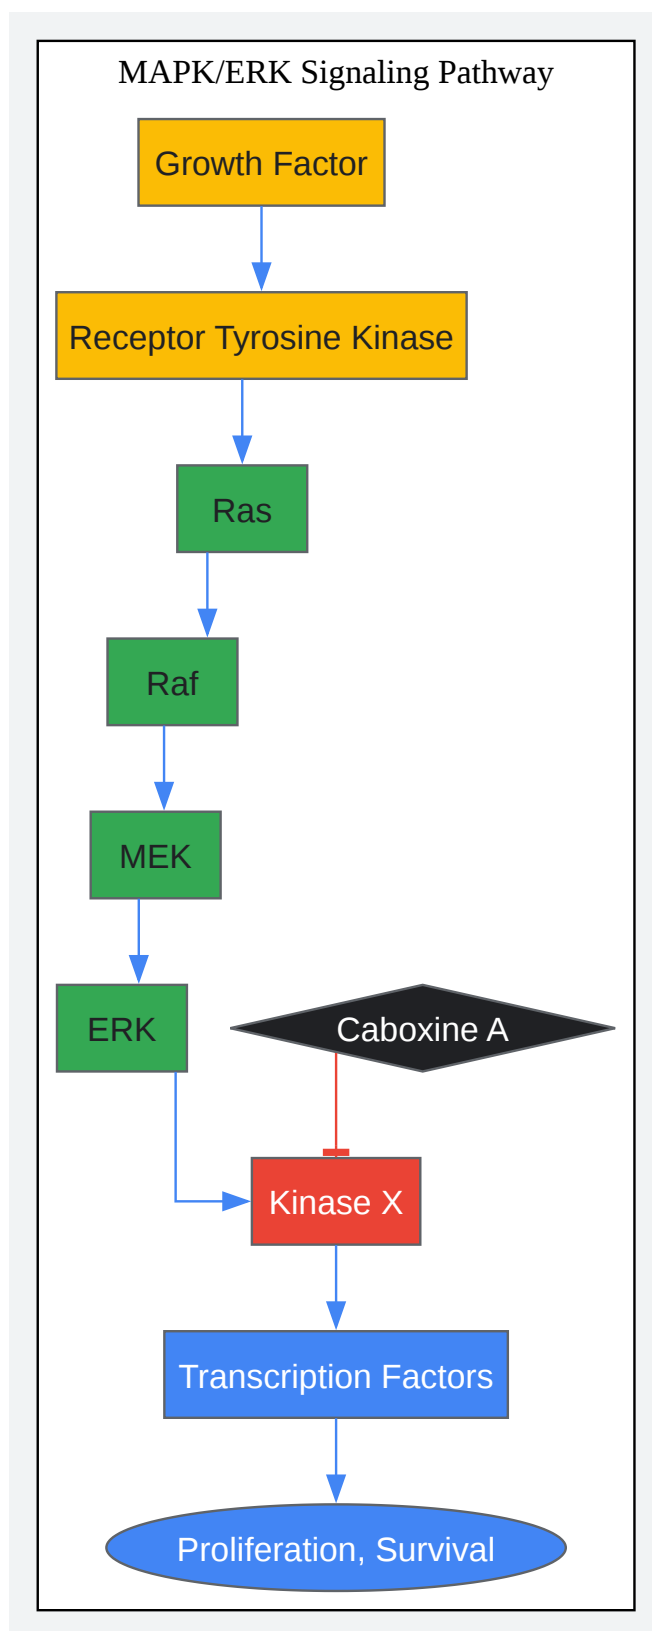 MAPK/ERK Signaling Pathway
Growth Factor
Receptor Tyrosine Kinase
Ras
Raf
MEK
ERK
Caboxine A
Kinase X
Transcription Factors
Proliferation, Survival